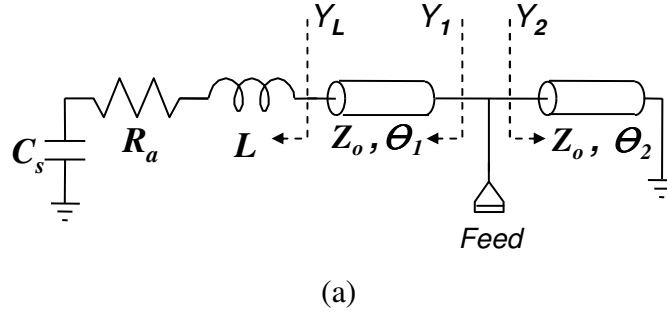 Y_L Y_1 Y_2
C_s R_a L Z_o , Θ_1 Z_o , Θ_2
Feed
(a)